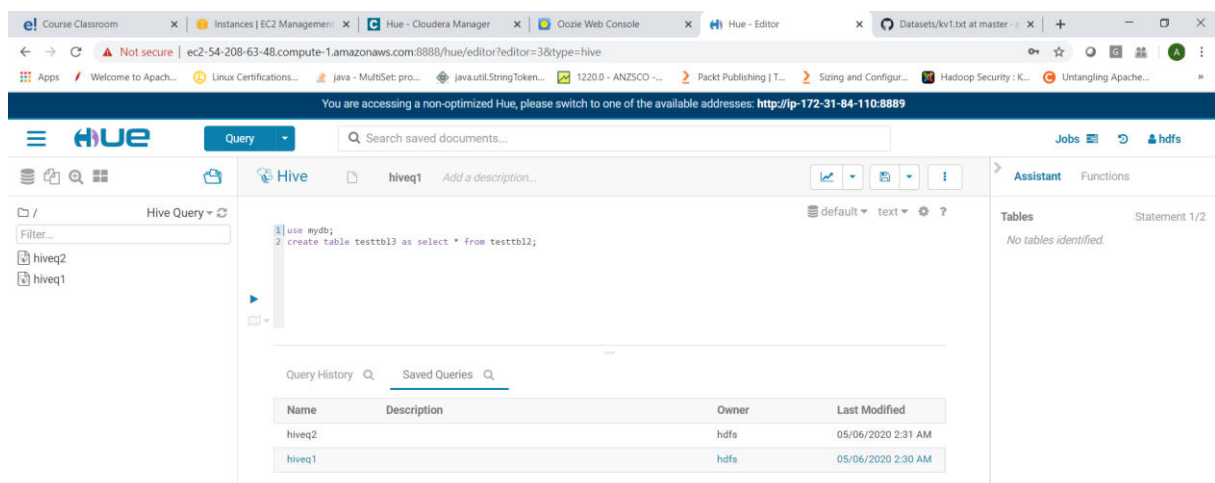 e! Course Classroom Instances | EC2 Management Hue - Cloudera Manager Oozie Web Console Hue - Editor Datasets/kv1.txt at master · a
Not secure | ec2-54-208-63-48.compute-1.amazonaws.com:8888/hue/editor?editor=3&type=hive
Apps Welcome to Apach... Linux Certifications... java - MultiSet: pro... java.util.StringToken... 1220.0 - ANZSCO -... Packt Publishing | T... Sizing and Configur... Hadoop Security : K... Untangling Apache... »
You are accessing a non-optimized Hue, please switch to one of the available addresses: http://ip-172-31-84-110:8889
HUE Query Search saved documents... Jobs hdfs
Hive hiveq1 Add a description... Assistant Functions
/ Hive Query default text ? Tables Statement 1/2
Filter...
No tables identified.
hiveq2
hiveq1
1 use mydb;
2 create table testtbl3 as select * from testtbl2;
Query History Saved Queries
Name Description Owner Last Modified
hiveq2 hdfs 05/06/2020 2:31 AM
hiveq1 hdfs 05/06/2020 2:30 AM